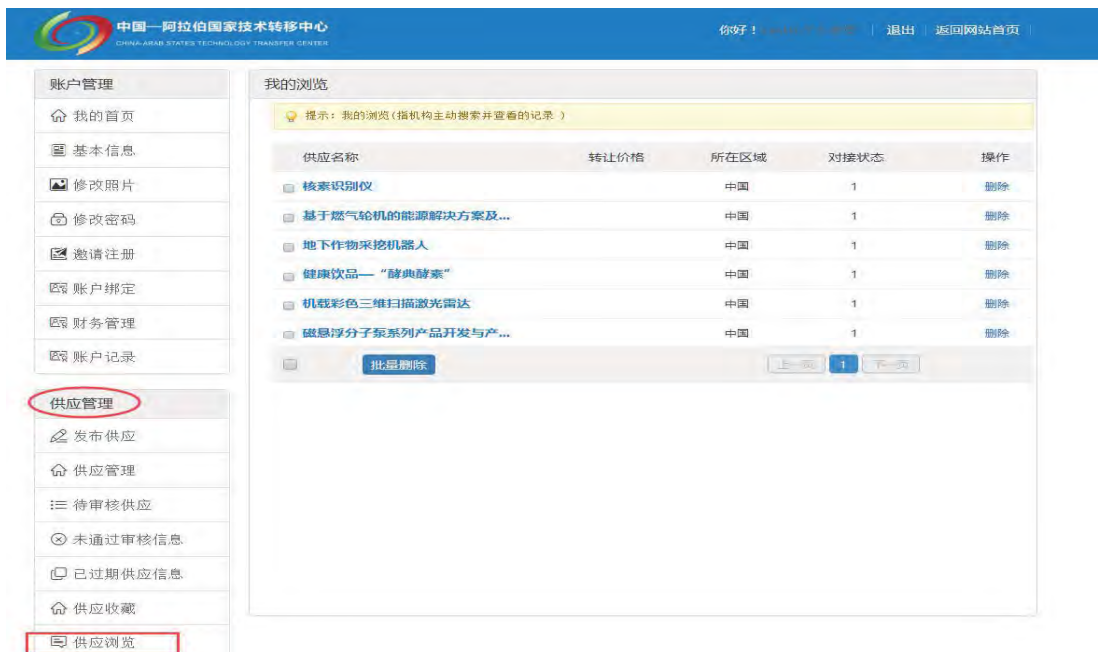 中国—阿拉伯国家技术转移中心
CHINA-ARAB STATES TECHNOLOGY TRANSFER CENTER
你好！
退出
返回网站首页
账户管理
我的首页
基本信息
修改照片
修改密码
邀请注册
账户绑定
财务管理
账户记录
供应管理
发布供应
供应管理
待审核供应
未通过审核信息
已过期供应信息
供应收藏
供应浏览
我的浏览
提示：我的浏览(指机构主动搜索并查看的记录 )
供应名称 转让价格 所在区域 对接状态 操作
核素识别仪 中国 1 删除
基于燃气轮机的能源解决方案及... 中国 1 删除
地下作物采挖机器人 中国 1 删除
健康饮品—“酵典酵素” 中国 1 删除
机载彩色三维扫描激光雷达 中国 1 删除
磁悬浮分子泵系列产品开发与产... 中国 1 删除
批量删除 上一页 1 下一页